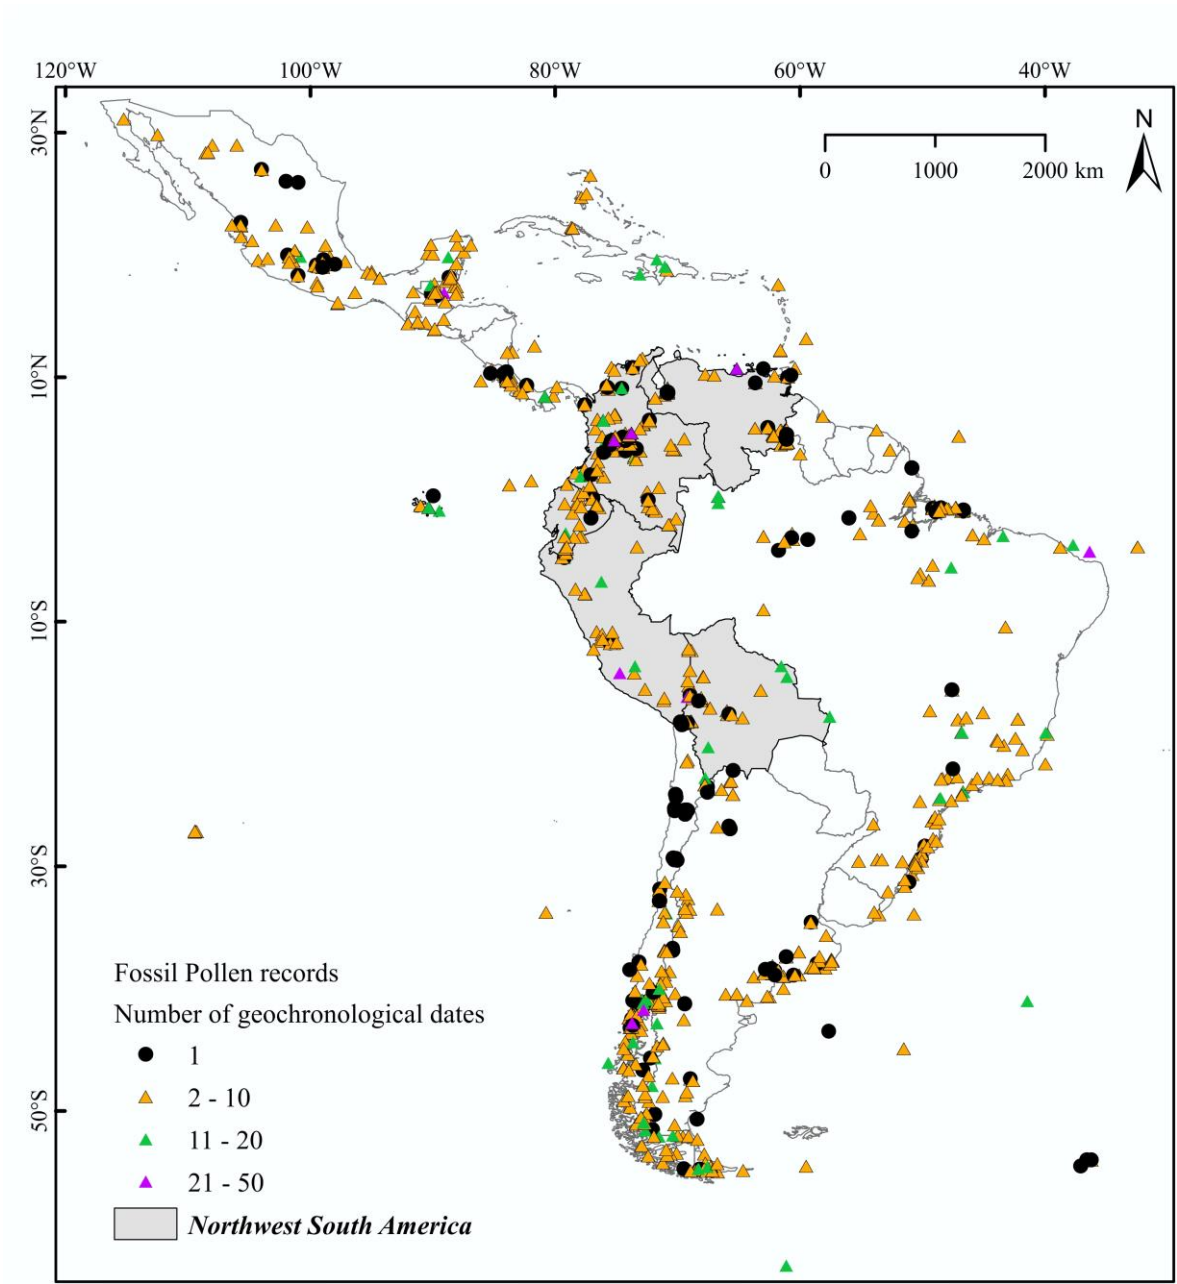 120°W 100°W 80°W 60°W 40°W
30°N
N
0 1000 2000 km
10°N
10°S
30°S
Fossil Pollen records
Number of geochronological dates
1
2 - 10
50°S
11 - 20
21 - 50
Northwest South America